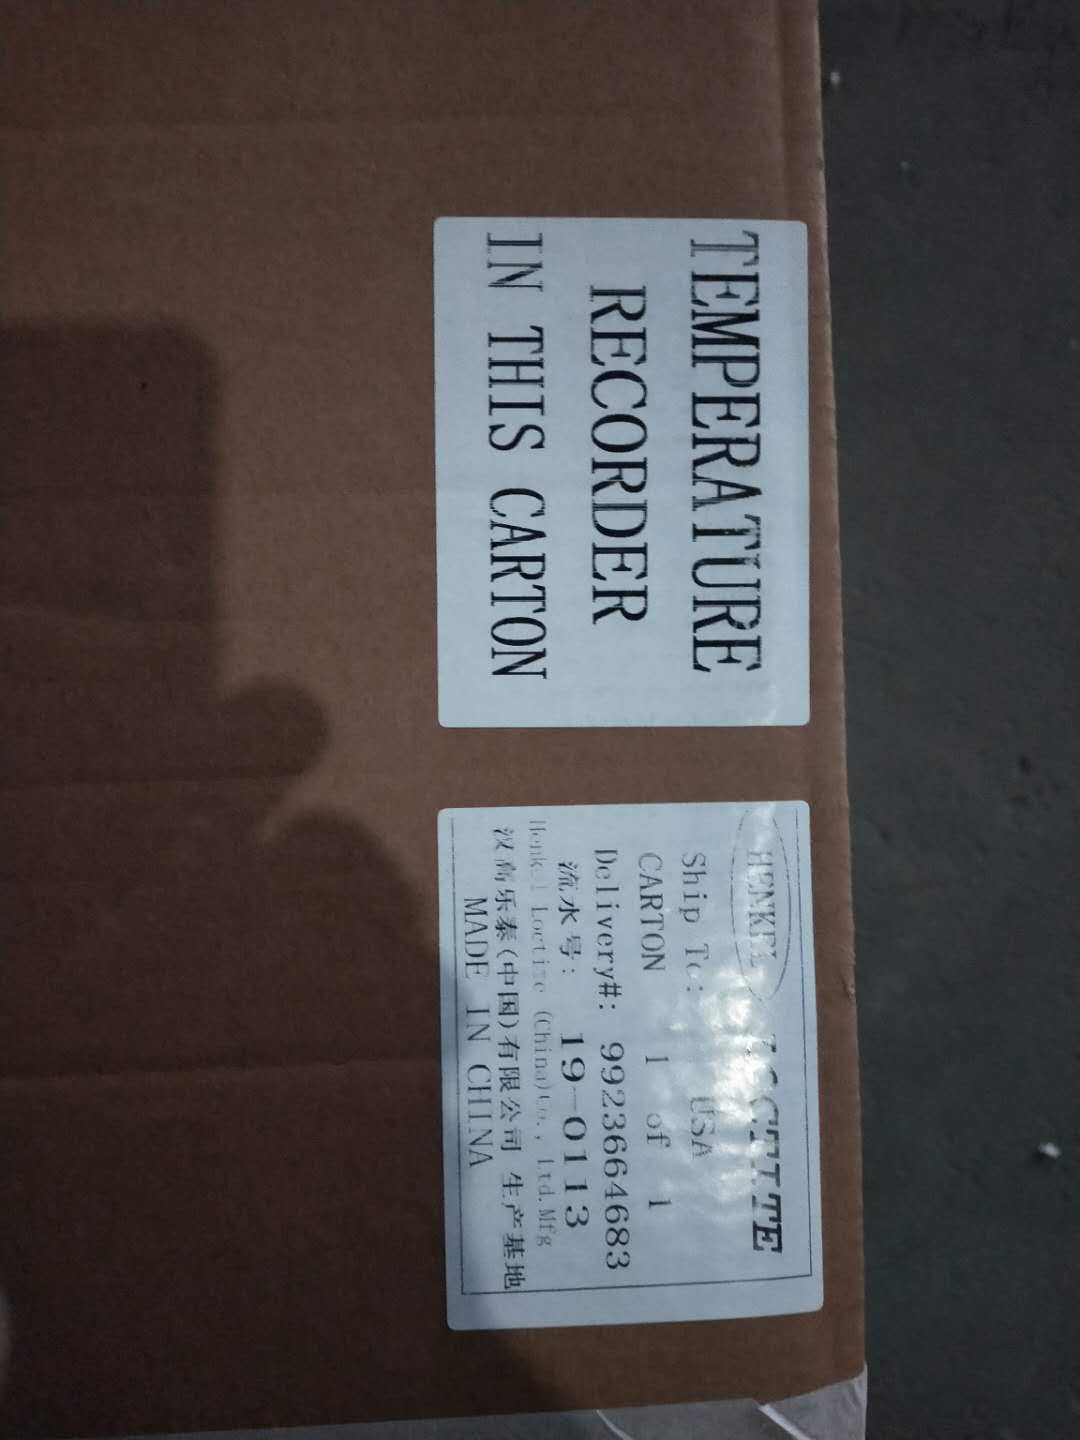 TEMPERATURE
RECORDER
IN THIS CARTON
HENKEL LOCTITE
Ship To: USA
CARTON 1 of 1
Delivery#: 9923664683
流水号: 19-0113
Henkel Loctite (China)Co., Ltd.Mfg
汉高乐泰(中国)有限公司 生产基地
MADE IN CHINA